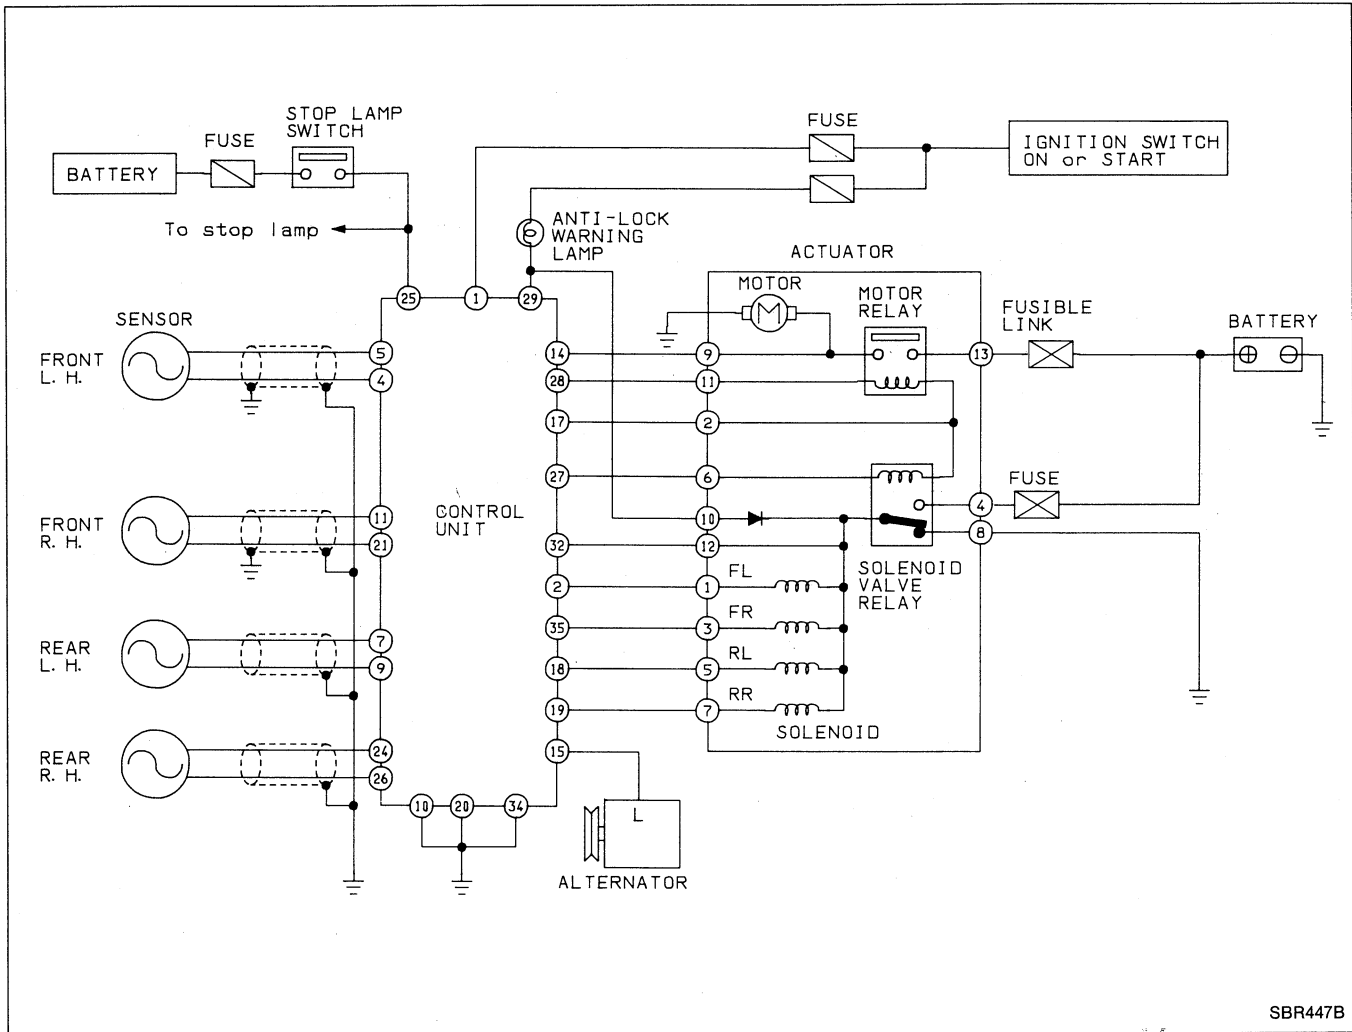 STOP LAMP
SWITCH
FUSE
BATTERY
To stop lamp
FUSE
IGNITION SWITCH
ON or START
ANTI-LOCK
WARNING
LAMP
25
1
29
ACTUATOR
MOTOR
M
MOTOR
RELAY
FUSIBLE
LINK
BATTERY
SENSOR
FRONT
L. H.
5
4
14
9
13
28
11
17
2
27
6
FUSE
4
FRONT
R. H.
11
21
CONTROL
UNIT
10
8
32
12
SOLENOID
VALVE
RELAY
2
1
FL
35
3
FR
REAR
L. H.
7
9
18
5
RL
19
7
RR
SOLENOID
REAR
R. H.
24
26
15
10
20
34
L
ALTERNATOR
SBR447B